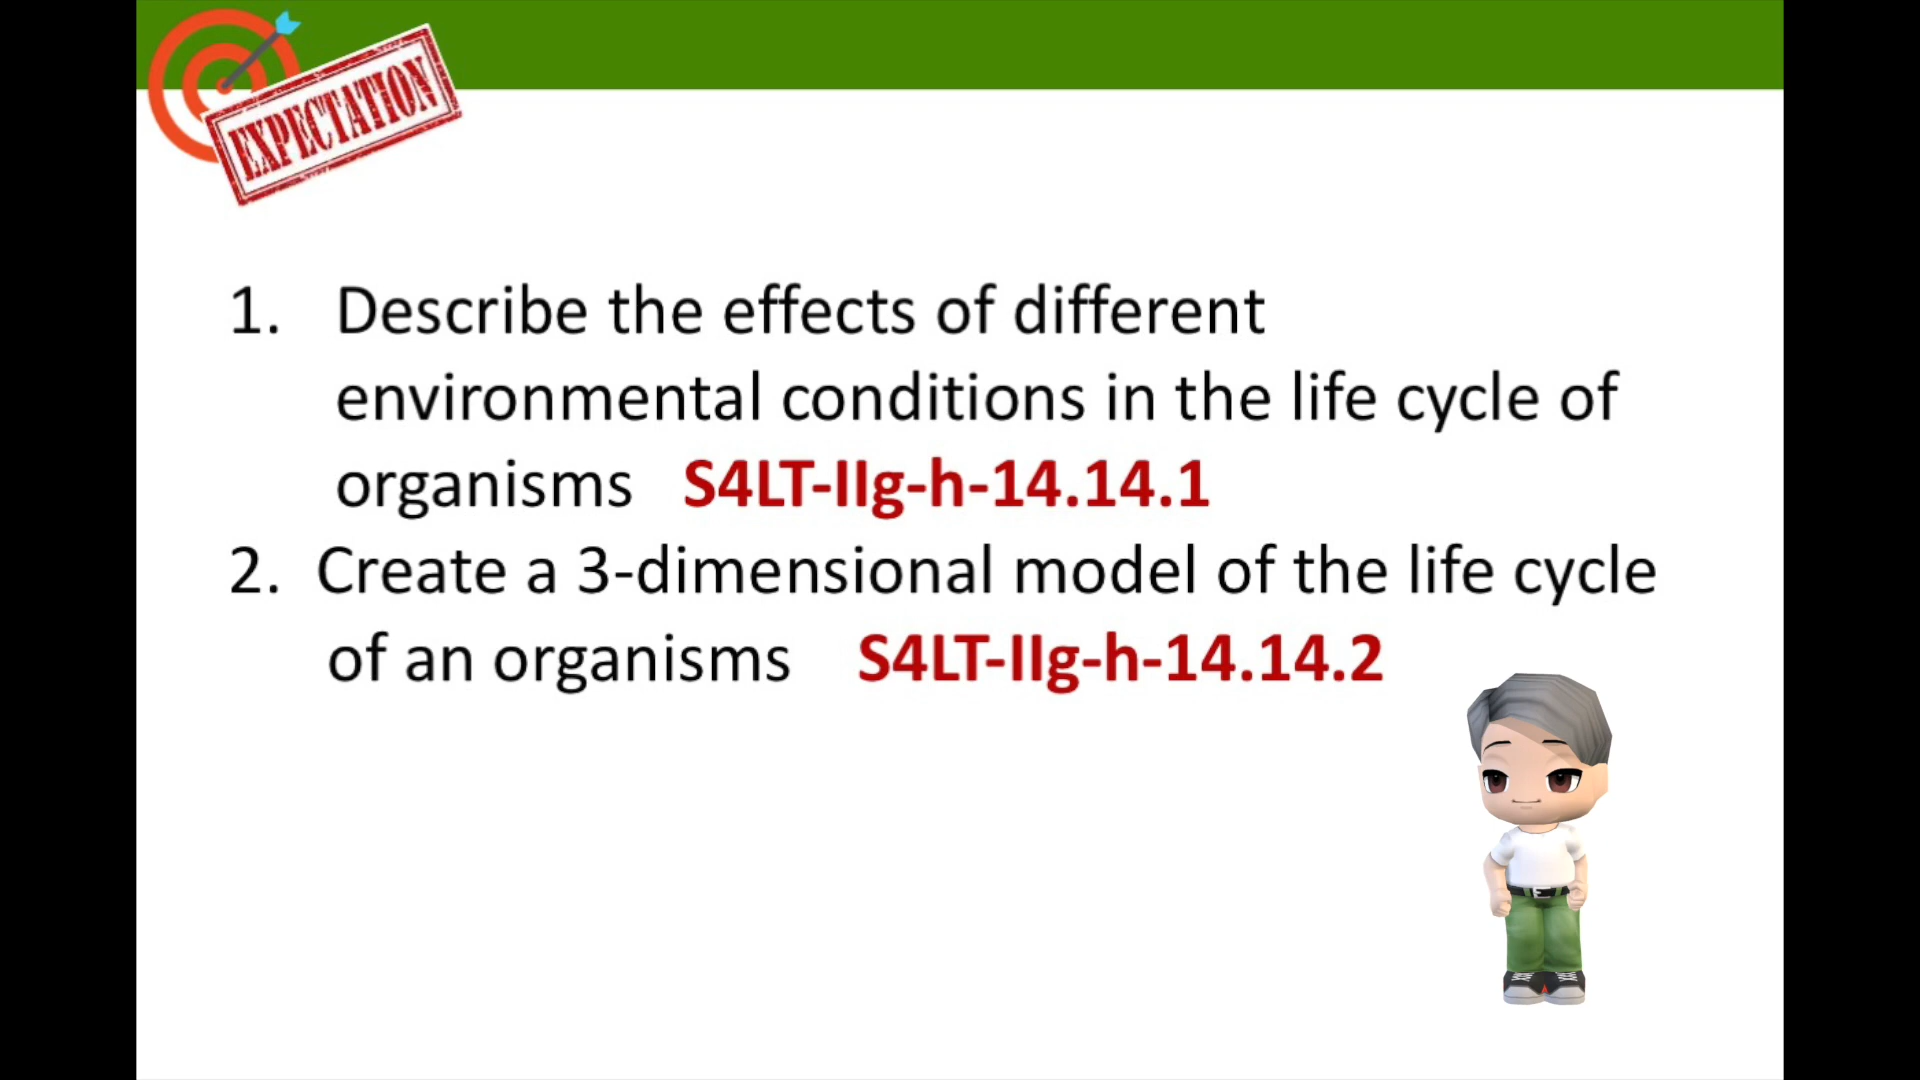 EXPECTATION
1. Describe the effects of different
environmental conditions in the life cycle of
organisms S4LT-IIg-h-14.14.1
2. Create a 3-dimensional model of the life cycle
of an organisms S4LT-IIg-h-14.14.2